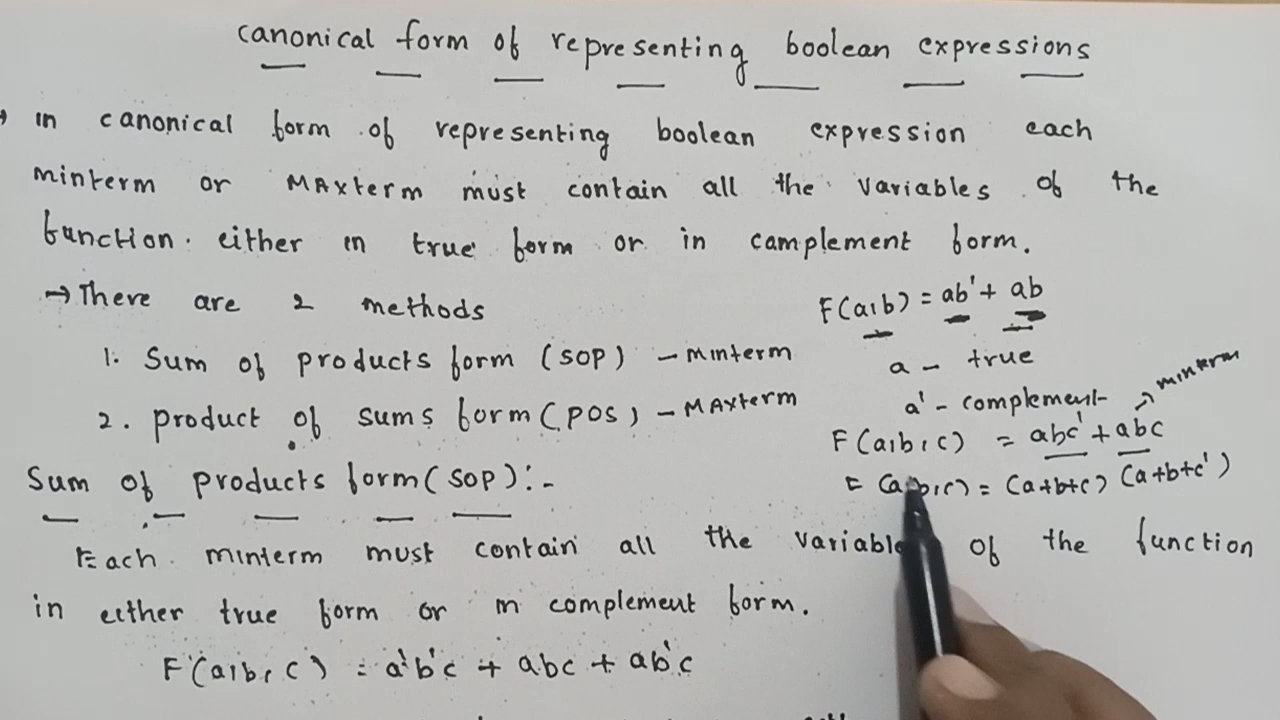 canonical form of representing boolean expressions
→ in canonical form of representing boolean expression each
minterm or MAxterm must contain all the variables of the
function. either in true form or in camplement form.
→ There are 2 methods
1. Sum of products form (SOP) - minterm
2. product of sums form (POS) - MAxterm
F(a,b) = ab' + ab
a - true
a' - complement
→ minterm
F(a,b,c) = abc' + abc
F(a,b,c) = (a+b+c) (a+b+c')
Sum of products form (SOP):-
Each minterm must contain all the variable of the function
in either true form or in complement form.
F(a,b,c) = a'b'c + abc + ab'c